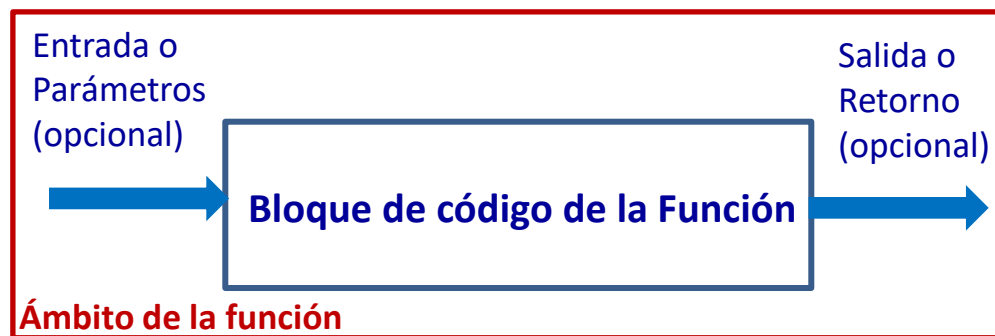 Entrada o
Parámetros
(opcional)
Salida o
Retorno
(opcional)
Bloque de código de la Función
Ámbito de la función